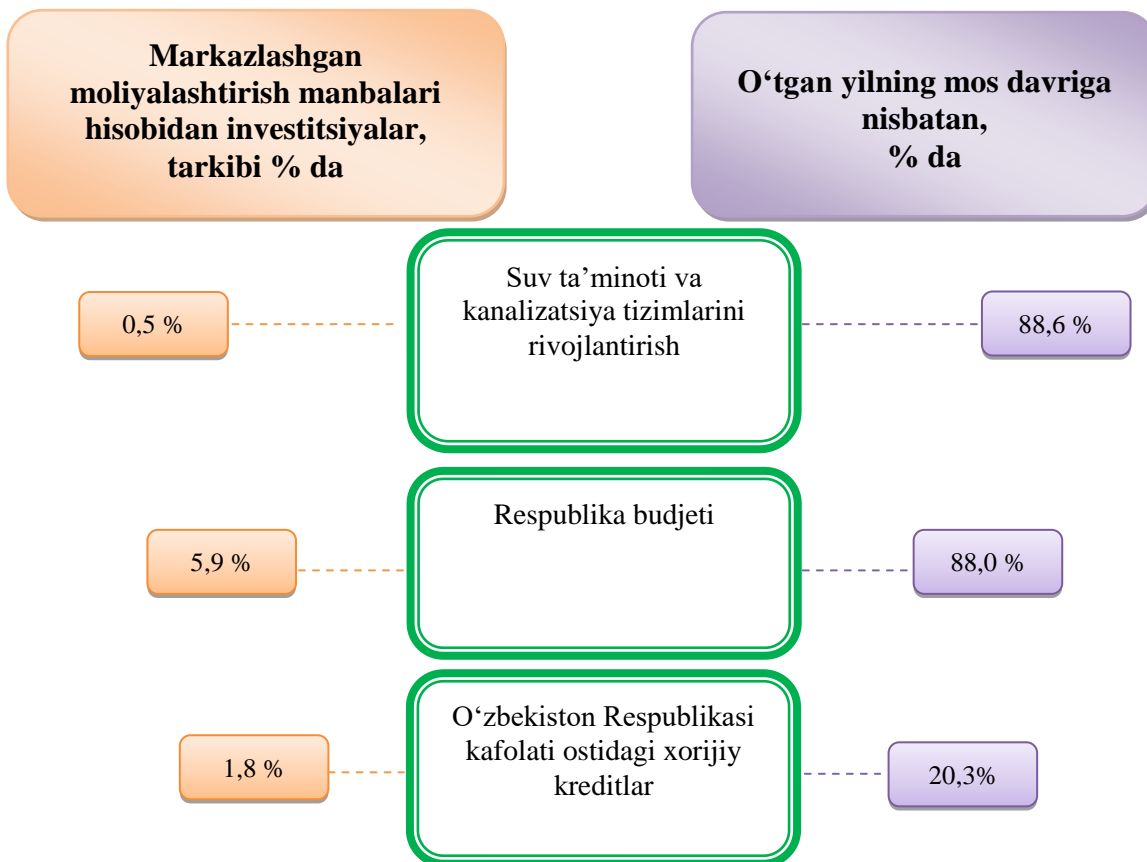 Markazlashgan
moliyalashtirish manbalari
hisobidan investitsiyalar,
tarkibi % da
O‘tgan yilning mos davriga
nisbatan,
% da
Suv ta’minoti va
kanalizatsiya tizimlarini
rivojlantirish
0,5 %
88,6 %
Respublika budjeti
5,9 %
88,0 %
O‘zbekiston Respublikasi
kafolati ostidagi xorijiy
kreditlar
1,8 %
20,3%